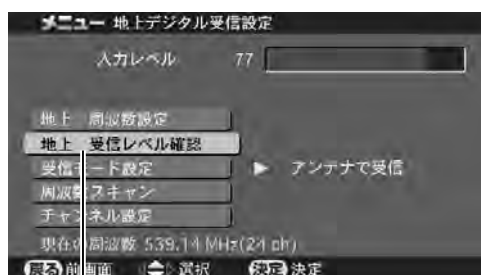 メニュー 地上デジタル受信設定
入力レベル 77
地上 周波数設定
地上 受信レベル確認
受信モード設定 ▶ アンテナで受信
周波数スキャン
チャンネル設定
現在の周波数 539.14 MHz(24 ch)
戻る 前画面 選択 決定 決定